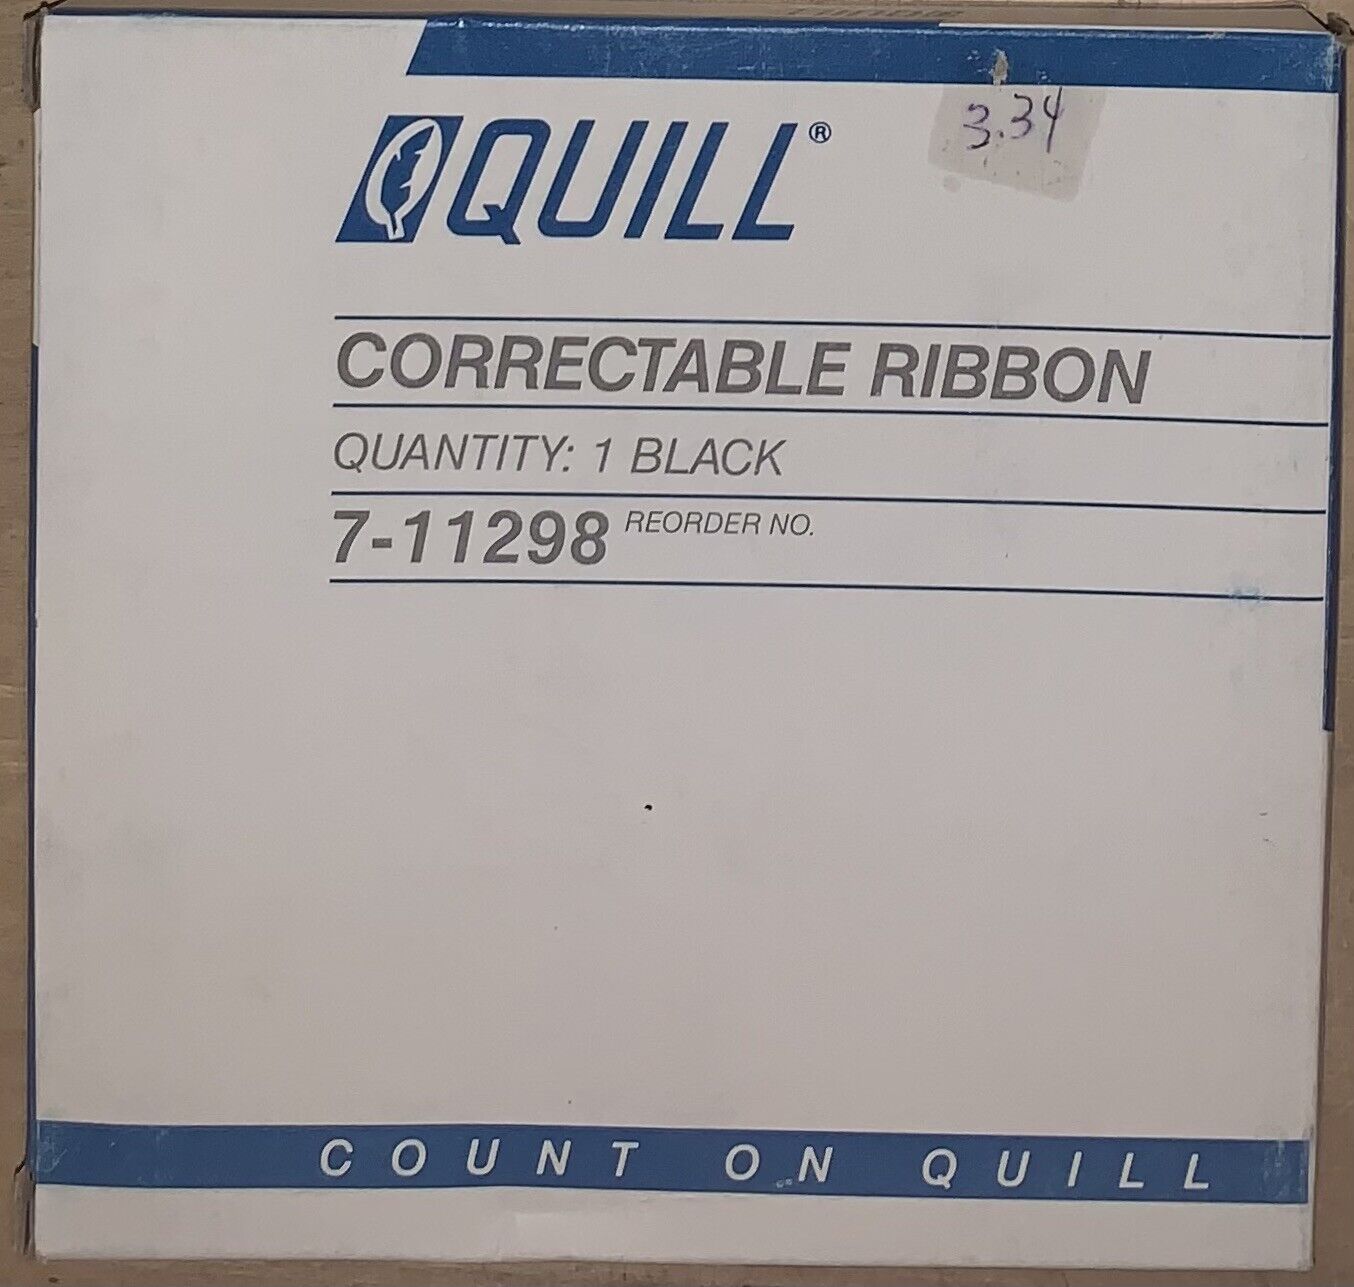 QUILL®
3.34
CORRECTABLE RIBBON
QUANTITY: 1 BLACK
7-11298 REORDER NO.
COUNT ON QUILL